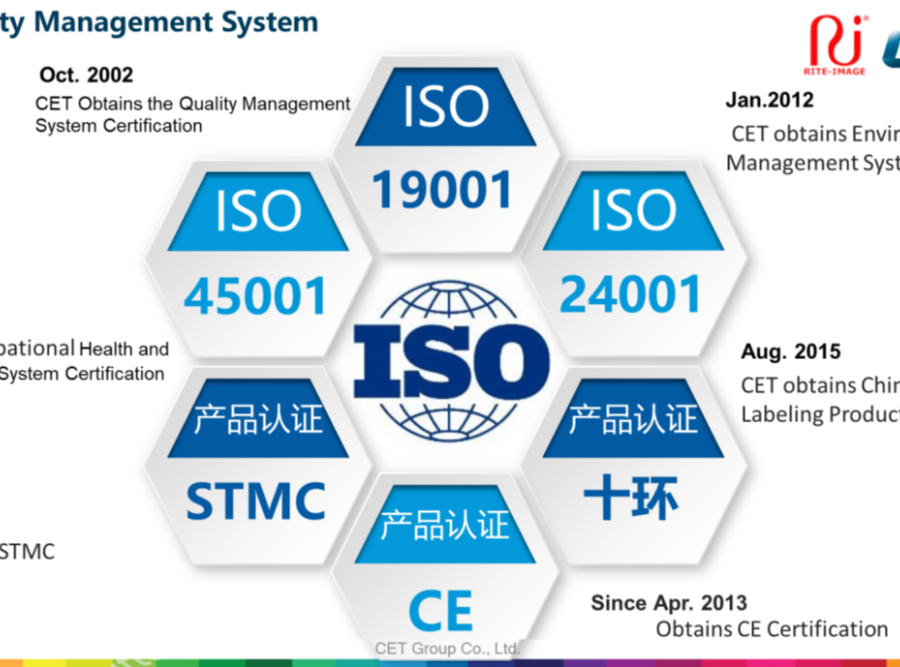 ty Management System
RITE-IMAGE
Oct. 2002
CET Obtains the Quality Management
System Certification
Jan.2012
CET obtains Envir
Management Syst
ISO
19001
ISO
45001
ISO
24001
ISO
pational Health and
System Certification
Aug. 2015
CET obtains Chin
Labeling Product
产品认证
STMC
产品认证
十环
产品认证
CE
STMC
Since Apr. 2013
Obtains CE Certification
CET Group Co., Ltd.